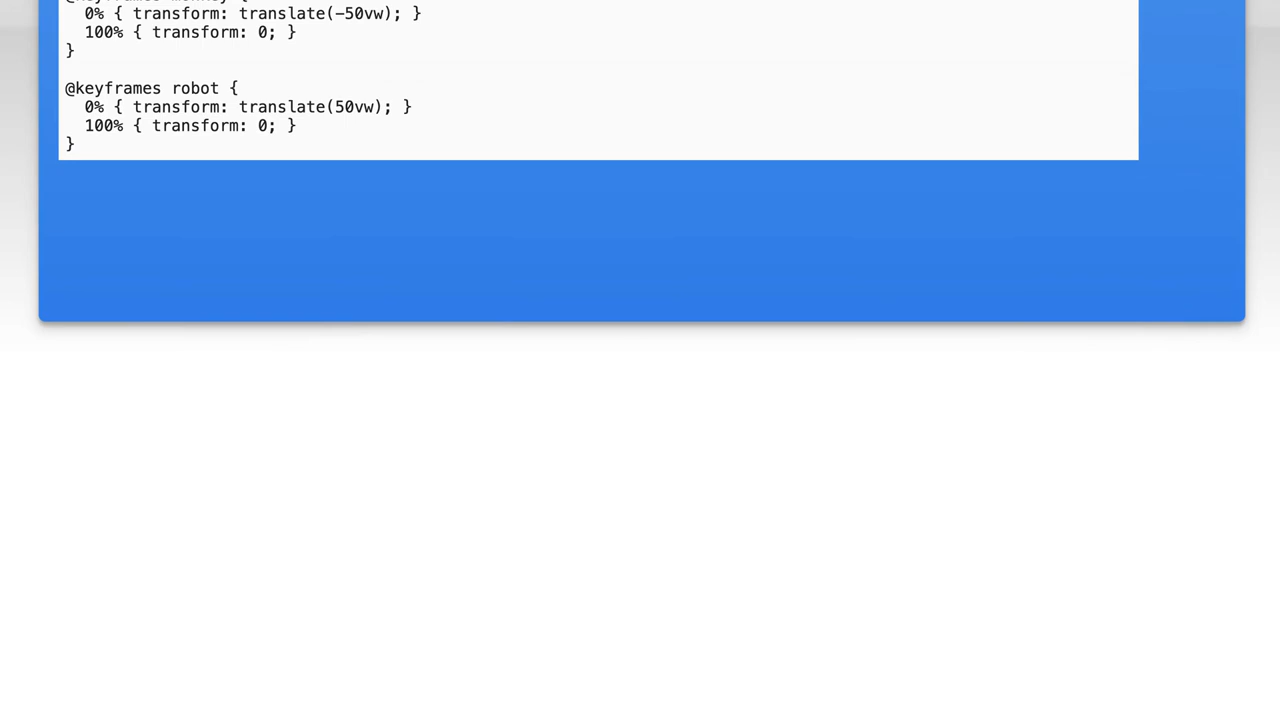 0% { transform: translate(-50vw); }
100% { transform: 0; }
}
@keyframes robot {
0% { transform: translate(50vw); }
100% { transform: 0; }
}